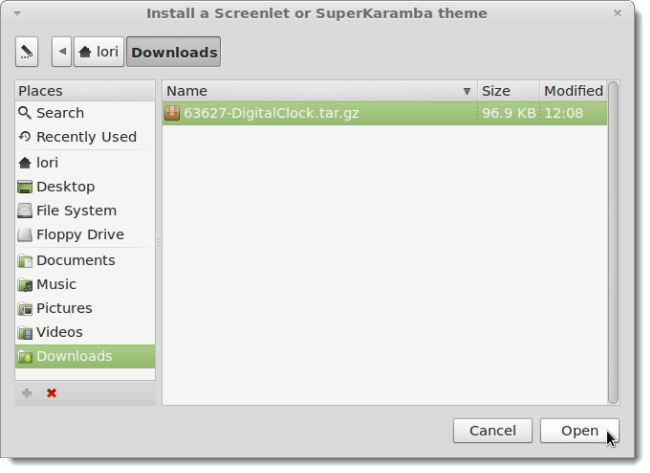 Install a Screenlet or SuperKaramba theme
lori Downloads
Places
Search
Recently Used
lori
Desktop
File System
Floppy Drive
Documents
Music
Pictures
Videos
Downloads
Name Size Modified
63627-DigitalClock.tar.gz 96.9 KB 12:08
Cancel Open